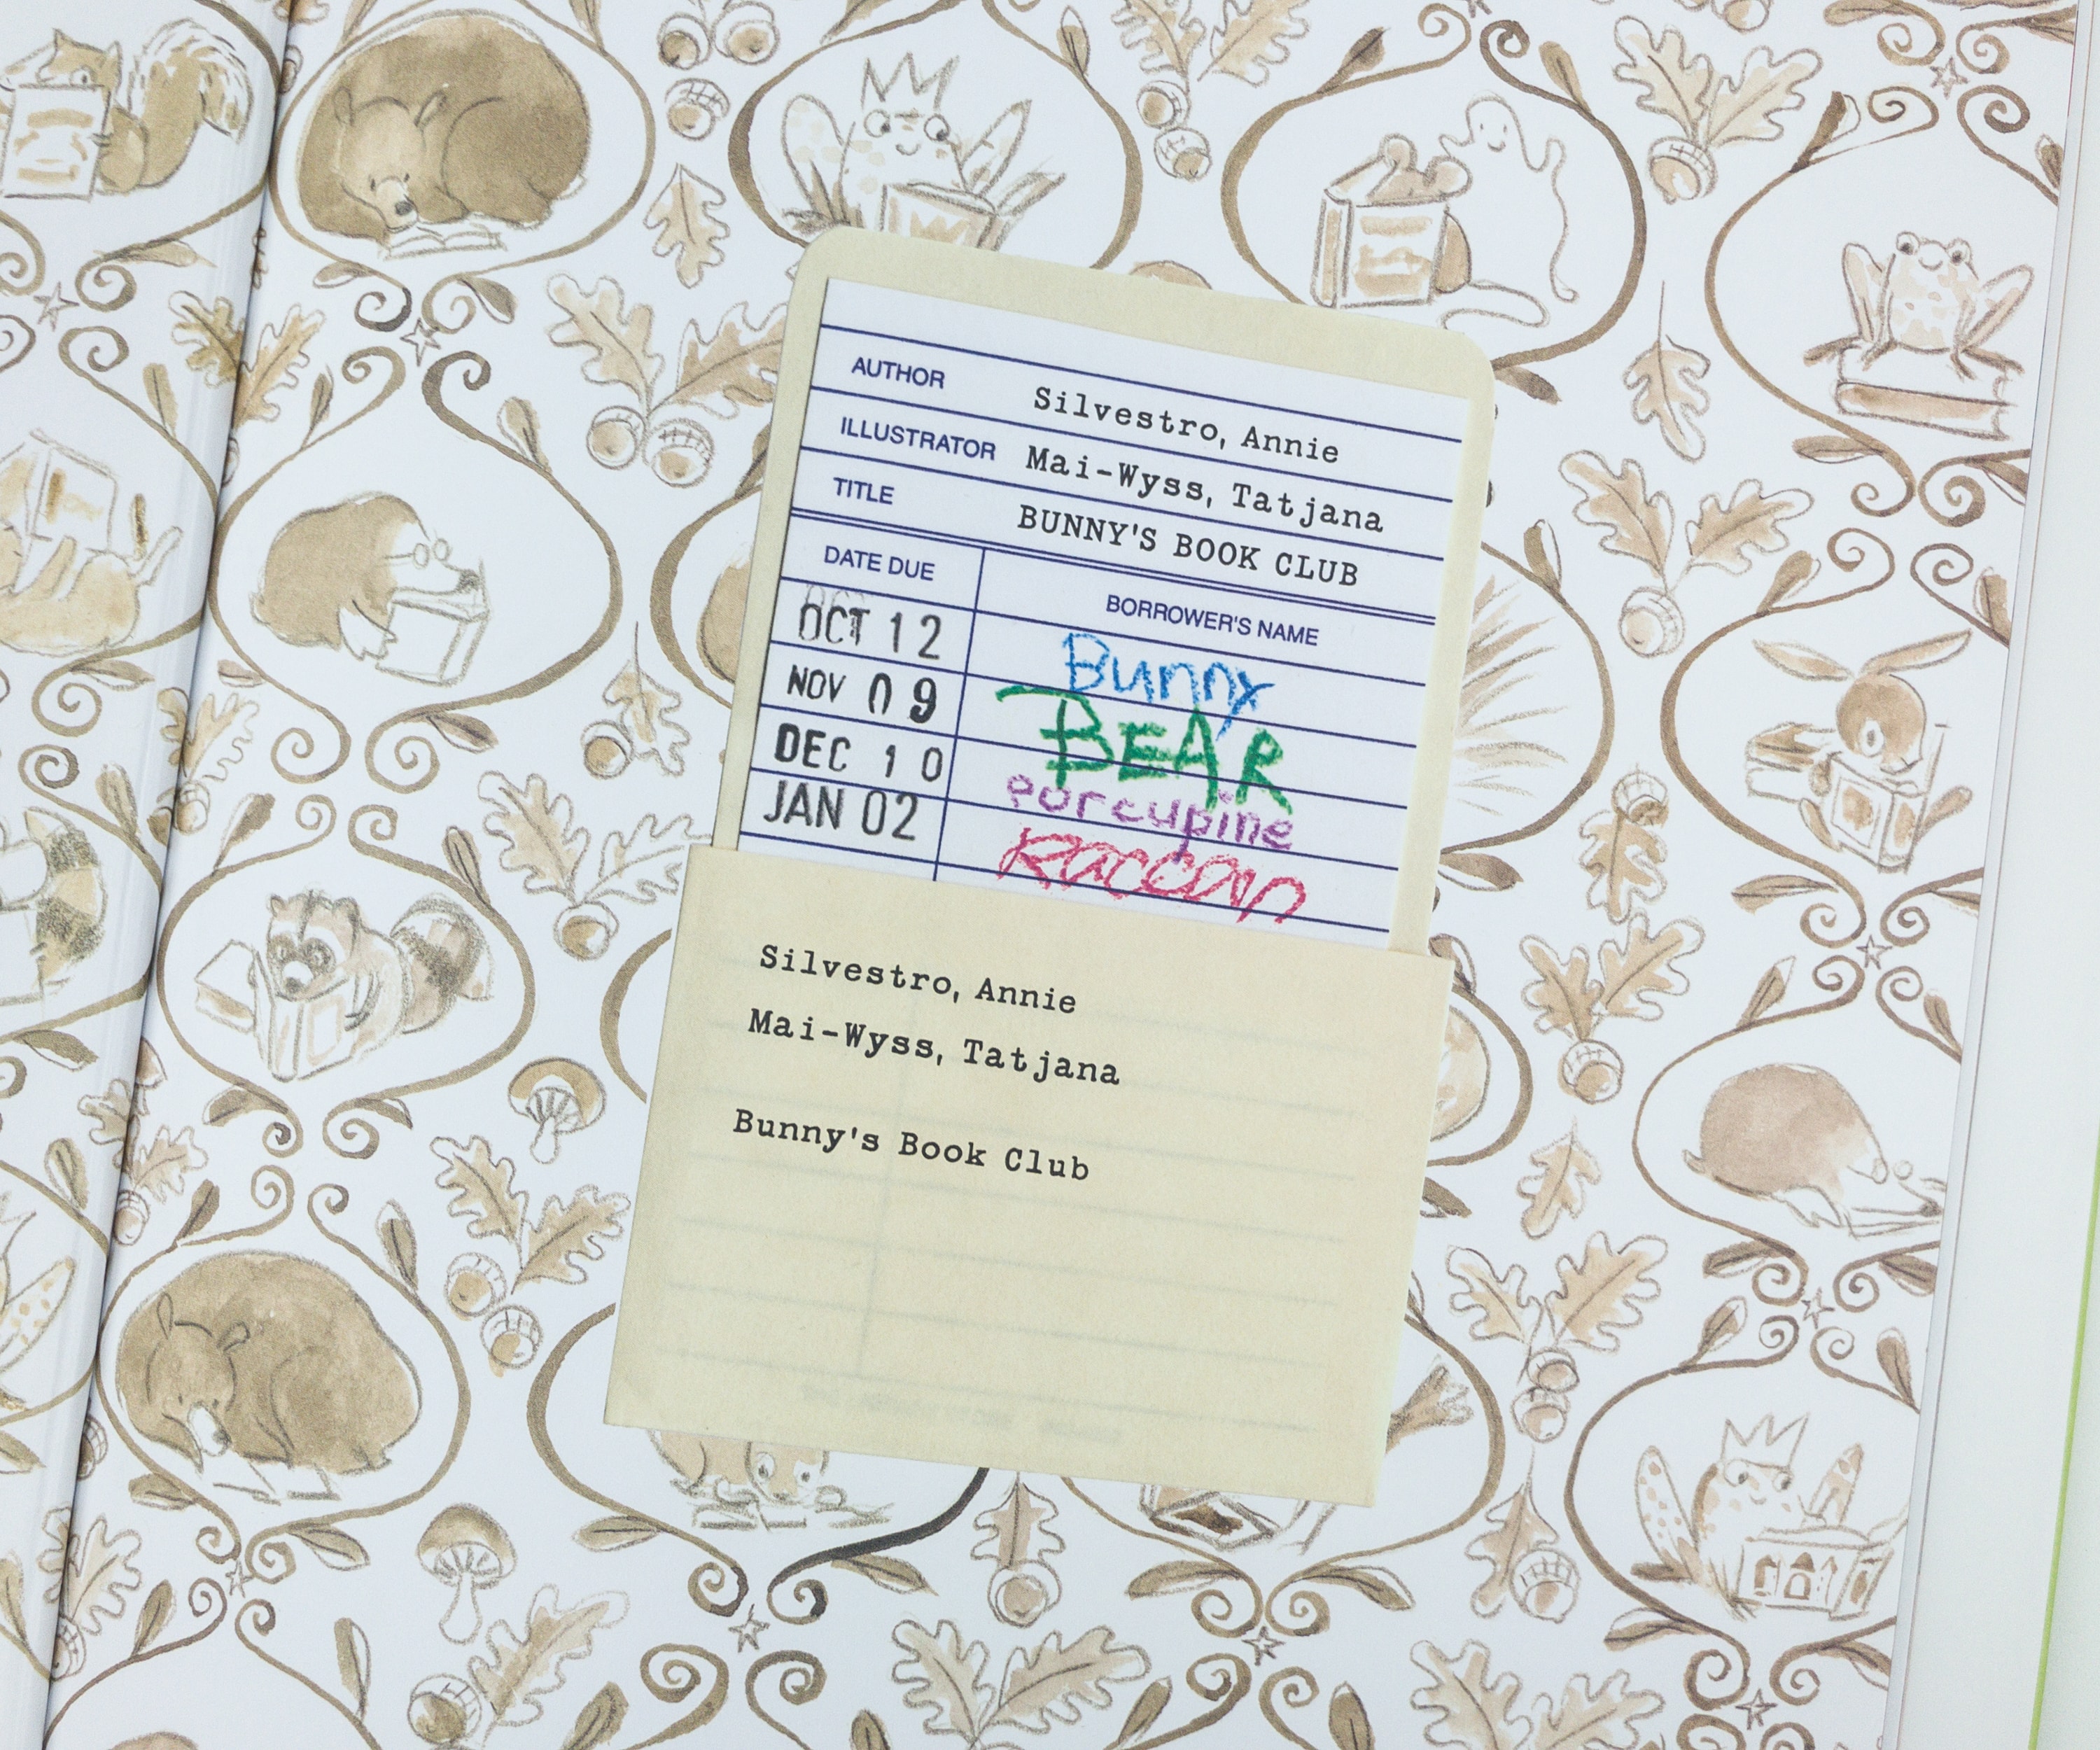 AUTHOR Silvestro, Annie
ILLUSTRATOR Mai-Wyss, Tatjana
TITLE BUNNY'S BOOK CLUB
DATE DUE BORROWER'S NAME
OCT 12 Bunny
NOV 09 BEAR
DEC 10 porcupine
JAN 02 Raccoon
Silvestro, Annie
Mai-Wyss, Tatjana
Bunny's Book Club